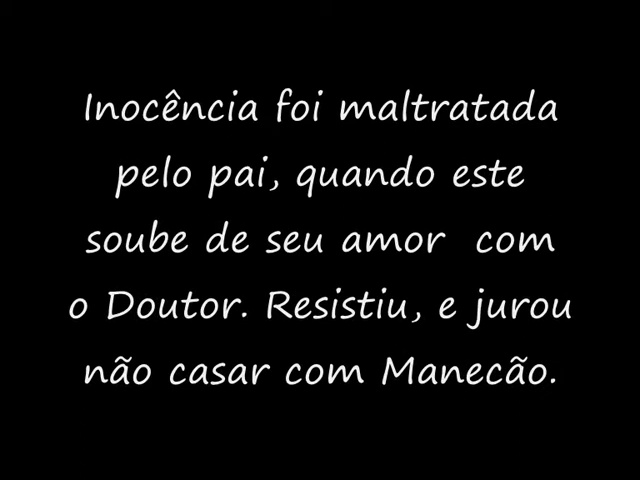 Inocência foi maltratada
pelo pai, quando este
soube de seu amor com
o Doutor. Resistiu, e jurou
não casar com Manecão.